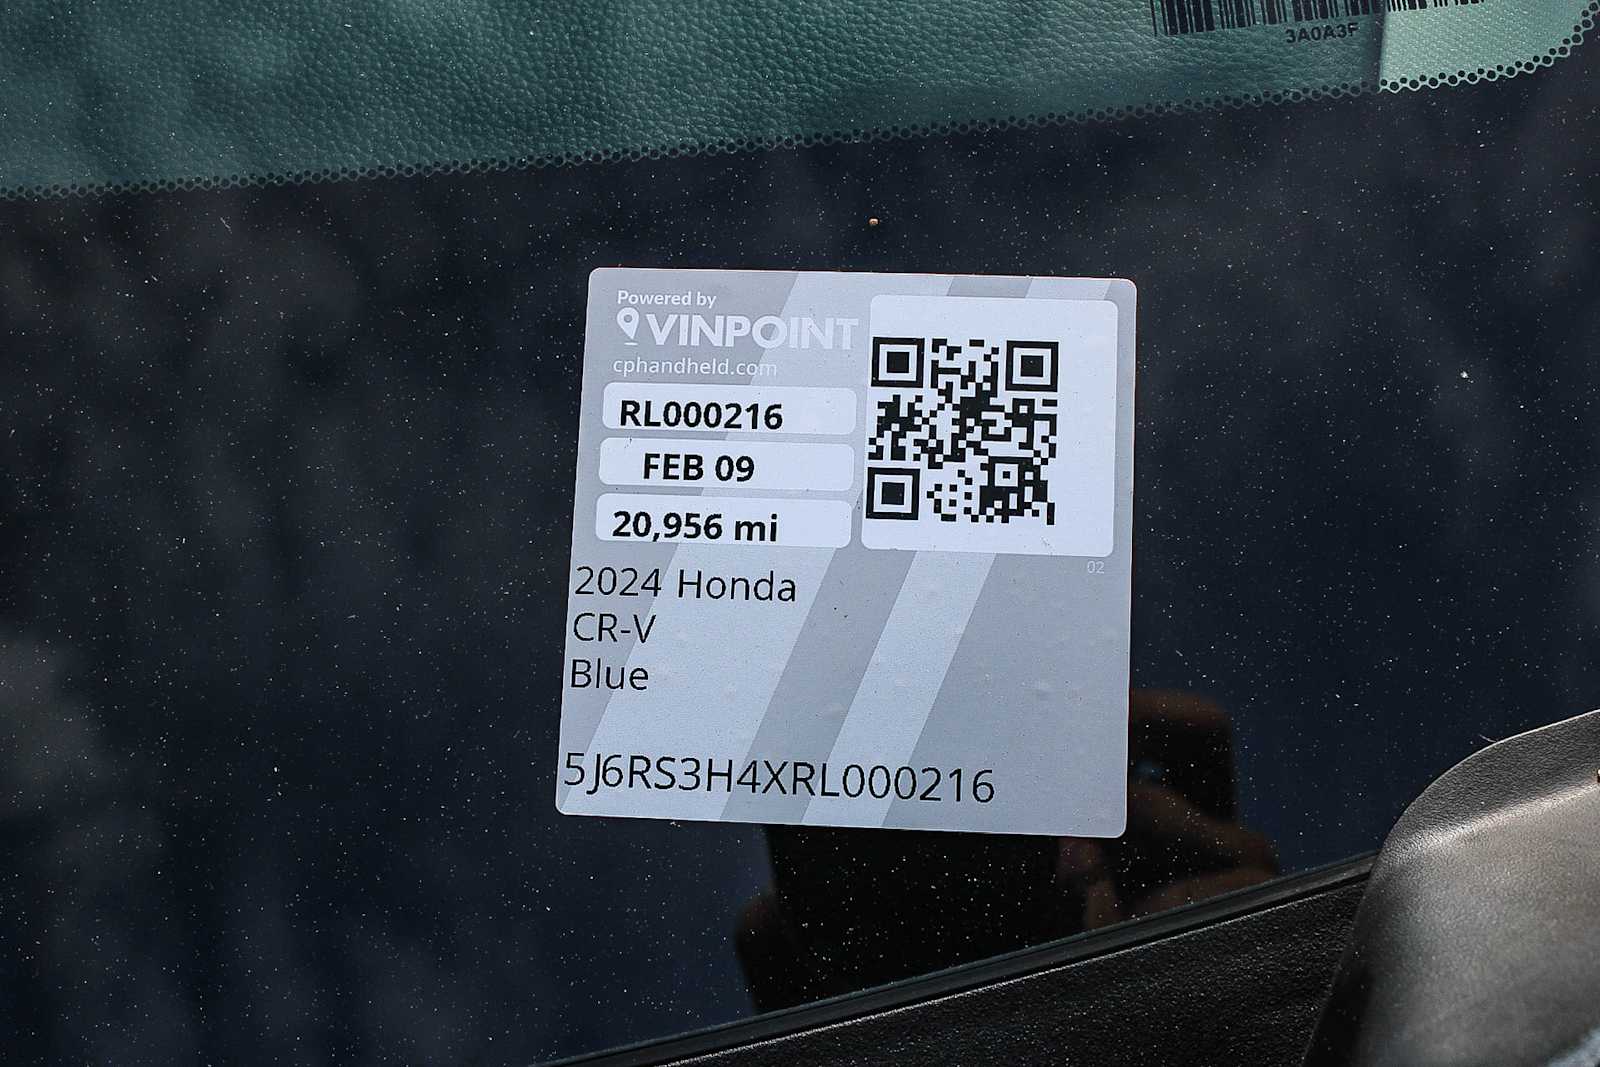 3A0A3F
Powered by
VINPOINT
cphandheld.com
RL000216
FEB 09
20,956 mi
02
2024 Honda
CR-V
Blue
5J6RS3H4XRL000216